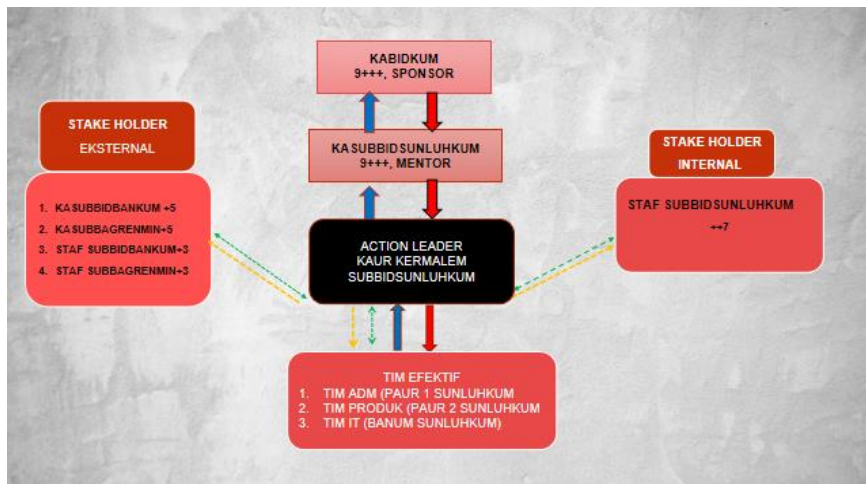 KABIDKUM
9+++, SPONSOR
STAKE HOLDER
EKSTERNAL
KASUBBIDSUNLUHKUM
9+++, MENTOR
STAKE HOLDER
INTERNAL
1. KASUBBIDBANKUM +5
2. KASUBBAGRENMIN+5
3. STAF SUBBIDBANKUM+3
4. STAF SUBBAGRENMIN+3
STAF SUBBIDSUNLUHKUM
++7
ACTION LEADER
KAUR KERMALEM
SUBBIDSUNLUHKUM
TIM EFEKTIF
1. TIM ADM (PAUR 1 SUNLUHKUM
2. TIM PRODUK (PAUR 2 SUNLUHKUM
3. TIM IT (BANUM SUNLUHKUM)